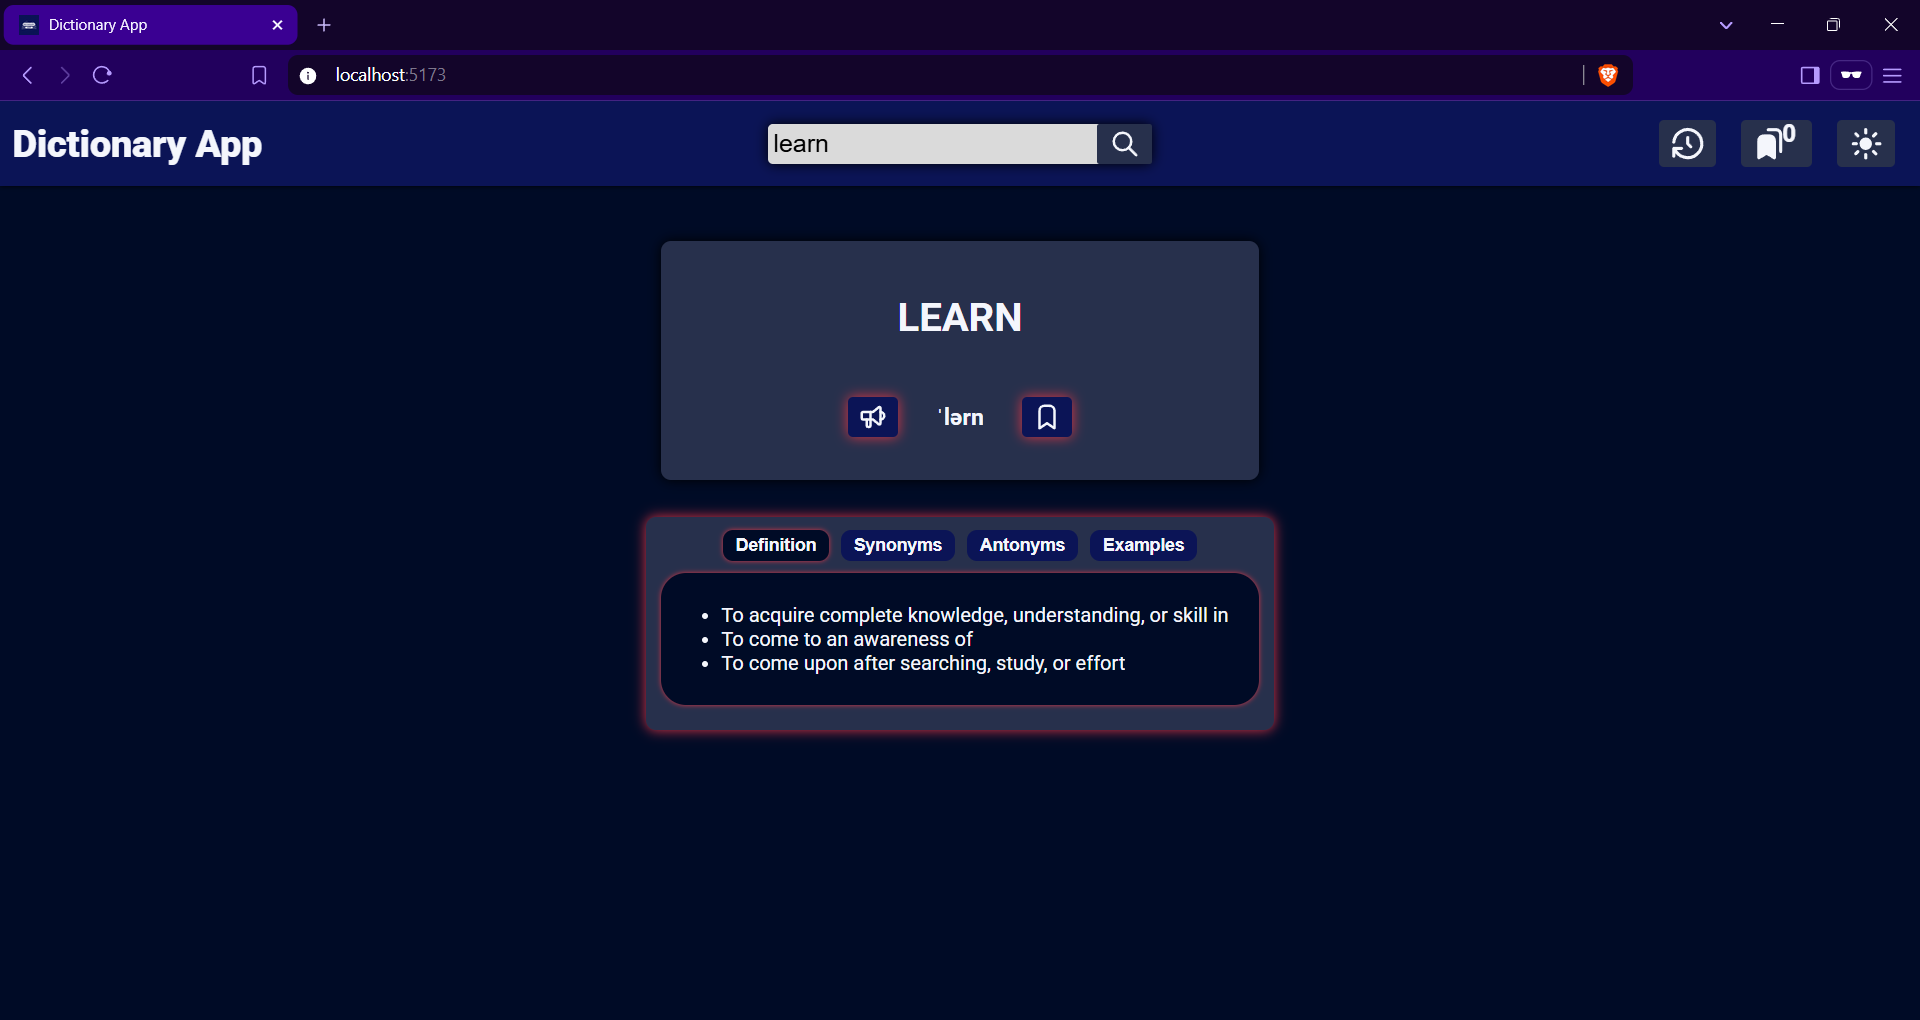 Dictionary App
localhost:5173
Dictionary App
learn
0
LEARN
ˈlərn
Definition Synonyms Antonyms Examples
• To acquire complete knowledge, understanding, or skill in
• To come to an awareness of
• To come upon after searching, study, or effort